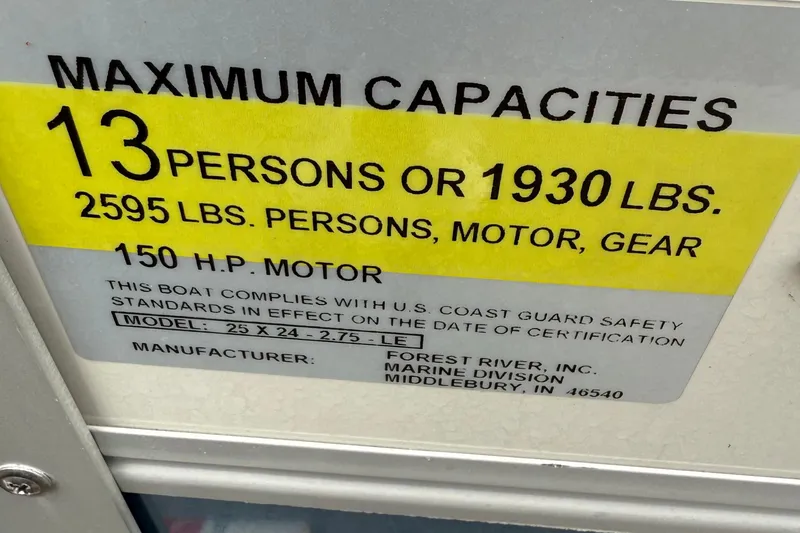 MAXIMUM CAPACITIES
13 PERSONS OR 1930 LBS.
2595 LBS. PERSONS, MOTOR, GEAR
150 H.P. MOTOR
THIS BOAT COMPLIES WITH U.S. COAST GUARD SAFETY
STANDARDS IN EFFECT ON THE DATE OF CERTIFICATION
MODEL: 25 X 24 - 2.75 - LE
MANUFACTURER: FOREST RIVER, INC.
MARINE DIVISION
MIDDLEBURY, IN 46540